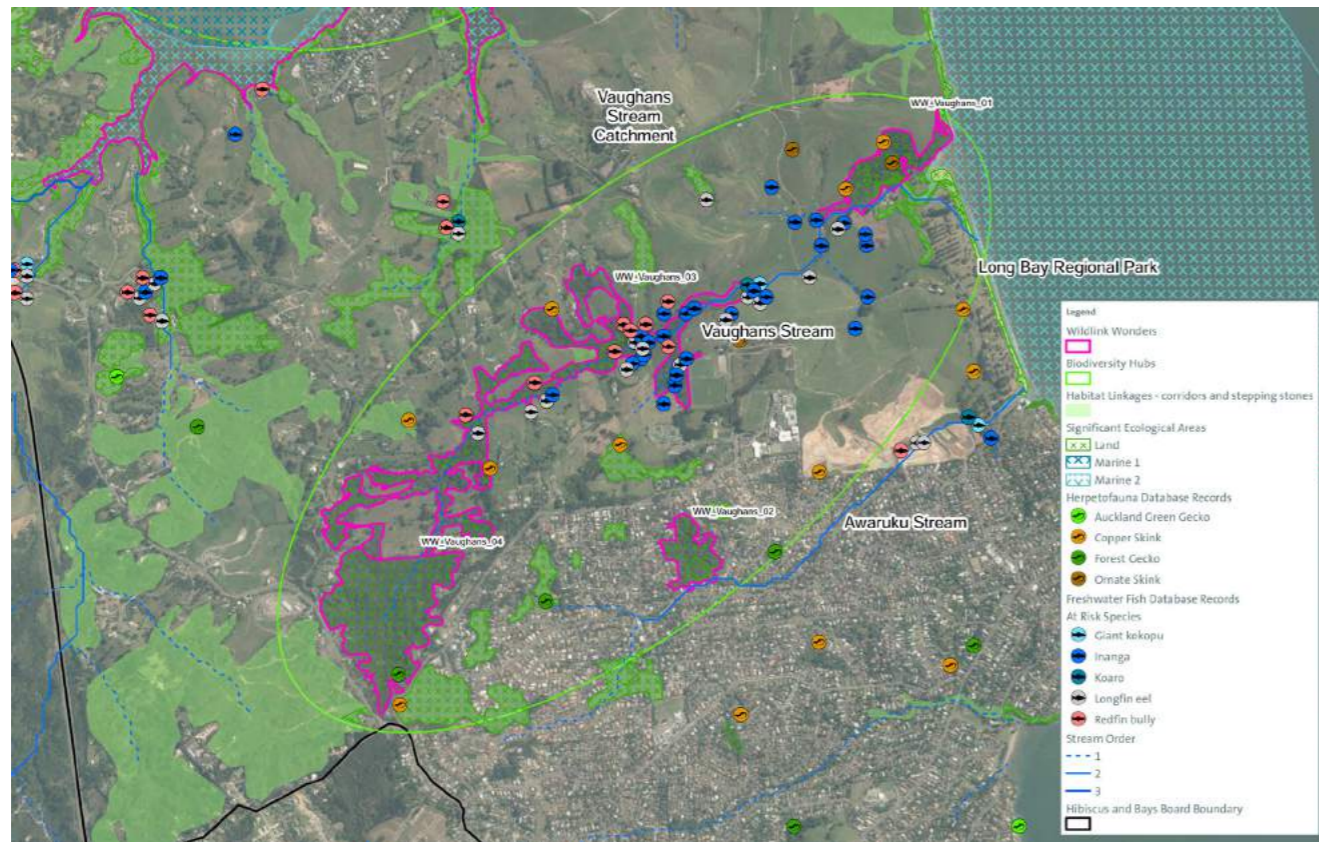 Vaughans
Stream
Catchment
WW_Vaughans_01
Long Bay Regional Park
WW_Vaughans_03
Vaughans Stream
WW_Vaughans_02
Awaruku Stream
WW_Vaughans_04
Legend
Wildlink Wonders
Biodiversity Hubs
Habitat Linkages - corridors and stepping stones
Significant Ecological Areas
Land
Marine 1
Marine 2
Herpetofauna Database Records
Auckland Green Gecko
Copper Skink
Forest Gecko
Ornate Skink
Freshwater Fish Database Records
At Risk Species
Giant kokopu
Inanga
Koaro
Longfin eel
Redfin bully
Stream Order
1
2
3
Hibiscus and Bays Board Boundary